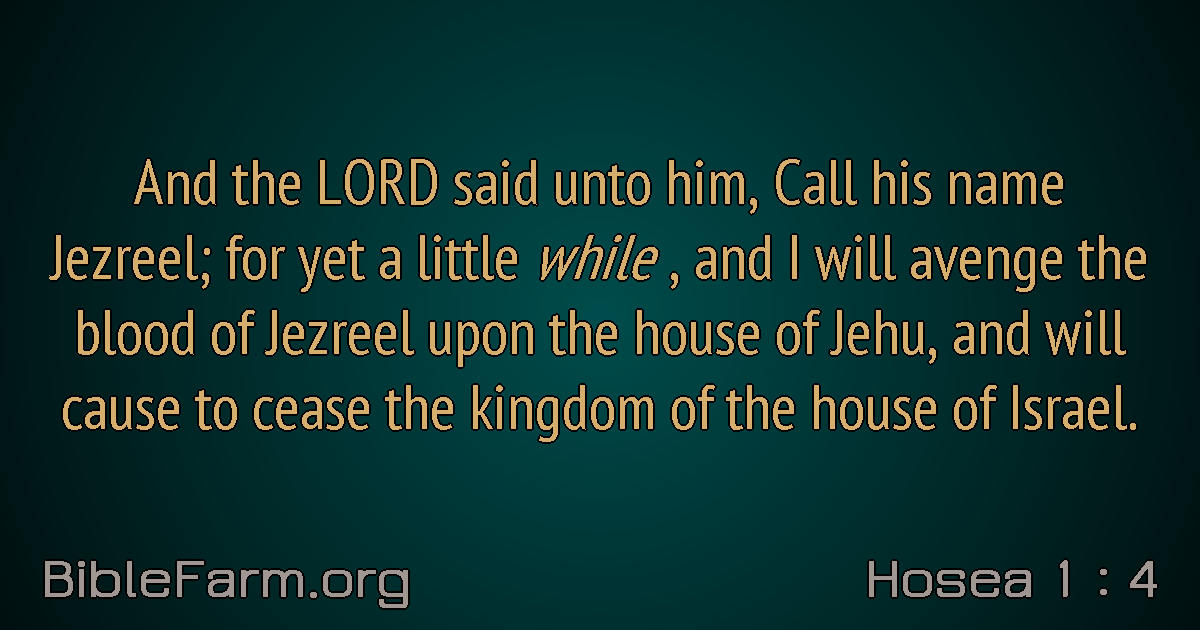 And the LORD said unto him, Call his name
Jezreel; for yet a little while , and I will avenge the
blood of Jezreel upon the house of Jehu, and will
cause to cease the kingdom of the house of Israel.
BibleFarm.org
Hosea 1 : 4